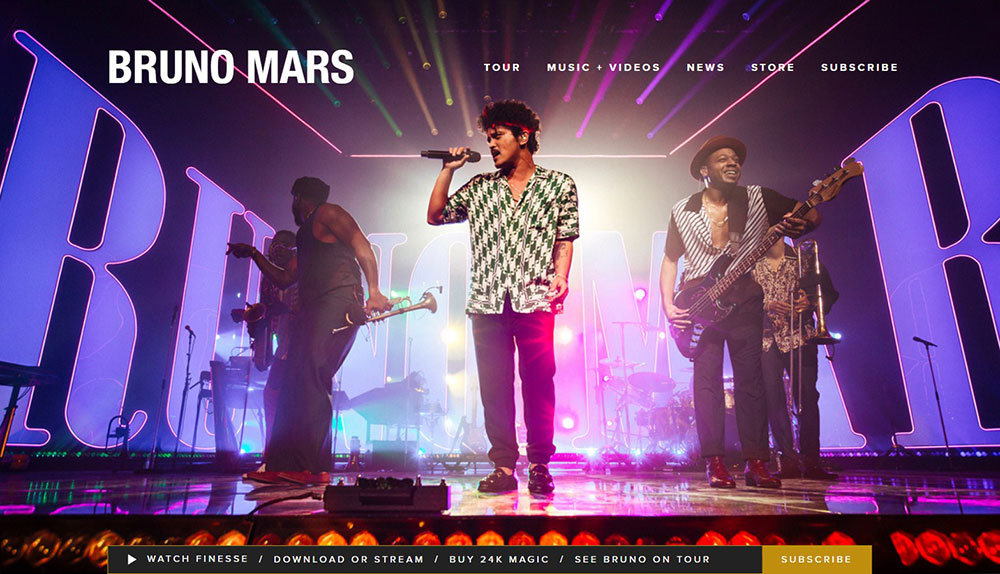 BRUNO MARS
TOUR MUSIC + VIDEOS NEWS STORE SUBSCRIBE
BRUNO MAR
WATCH FINESSE / DOWNLOAD OR STREAM / BUY 24K MAGIC / SEE BRUNO ON TOUR
SUBSCRIBE